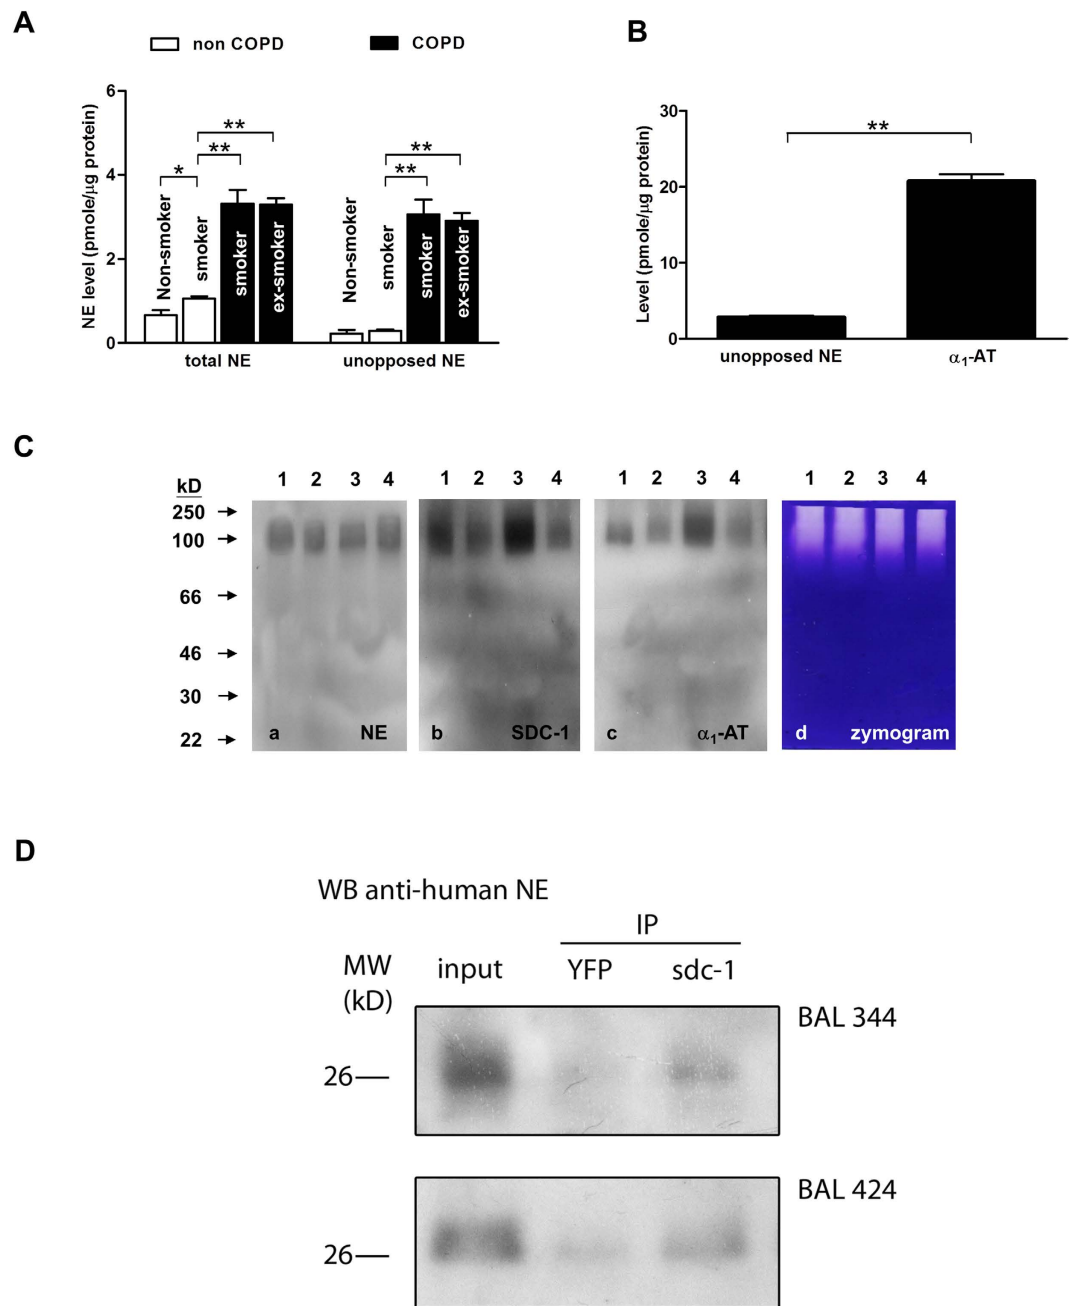 A
non COPD
COPD
NE level (pmole/µg protein)
6
4
2
0
*
**
**
**
**
Non-smoker
smoker
smoker
ex-smoker
Non-smoker
smoker
smoker
ex-smoker
total NE
unopposed NE
B
Level (pmole/µg protein)
30
20
10
0
**
unopposed NE
α1-AT
C
kD
250
100
66
46
30
22
1 2 3 4
a NE
1 2 3 4
b SDC-1
1 2 3 4
c α1-AT
1 2 3 4
d zymogram
D
WB anti-human NE
IP
MW
(kD)
input
YFP
sdc-1
26
BAL 344
26
BAL 424